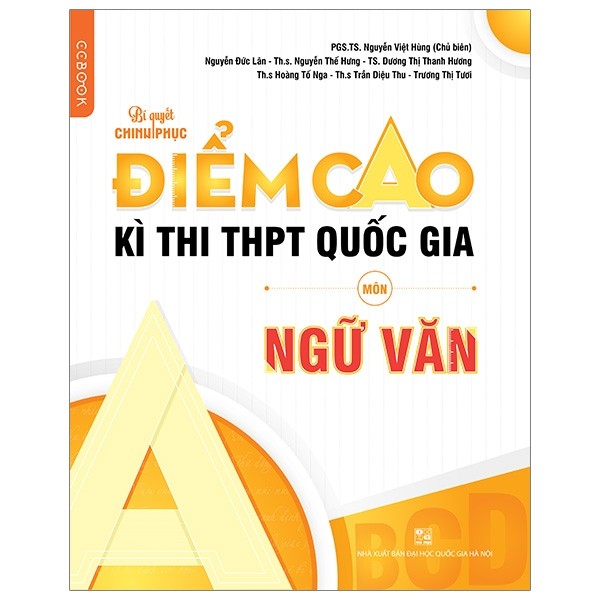 CCBOOK
PGS.TS. Nguyễn Việt Hùng (Chủ biên)
Nguyễn Đức Lân - Th.s. Nguyễn Thế Hưng - TS. Dương Thị Thanh Hương
Th.s Hoàng Tố Nga - Th.s Trần Diệu Thu - Trương Thị Tươi
Bí quyết
CHINH PHỤC
ĐIỂM CAO
KÌ THI THPT QUỐC GIA
MÔN
NGỮ VĂN
A
BCD
NHÀ XUẤT BẢN ĐẠI HỌC QUỐC GIA HÀ NỘI